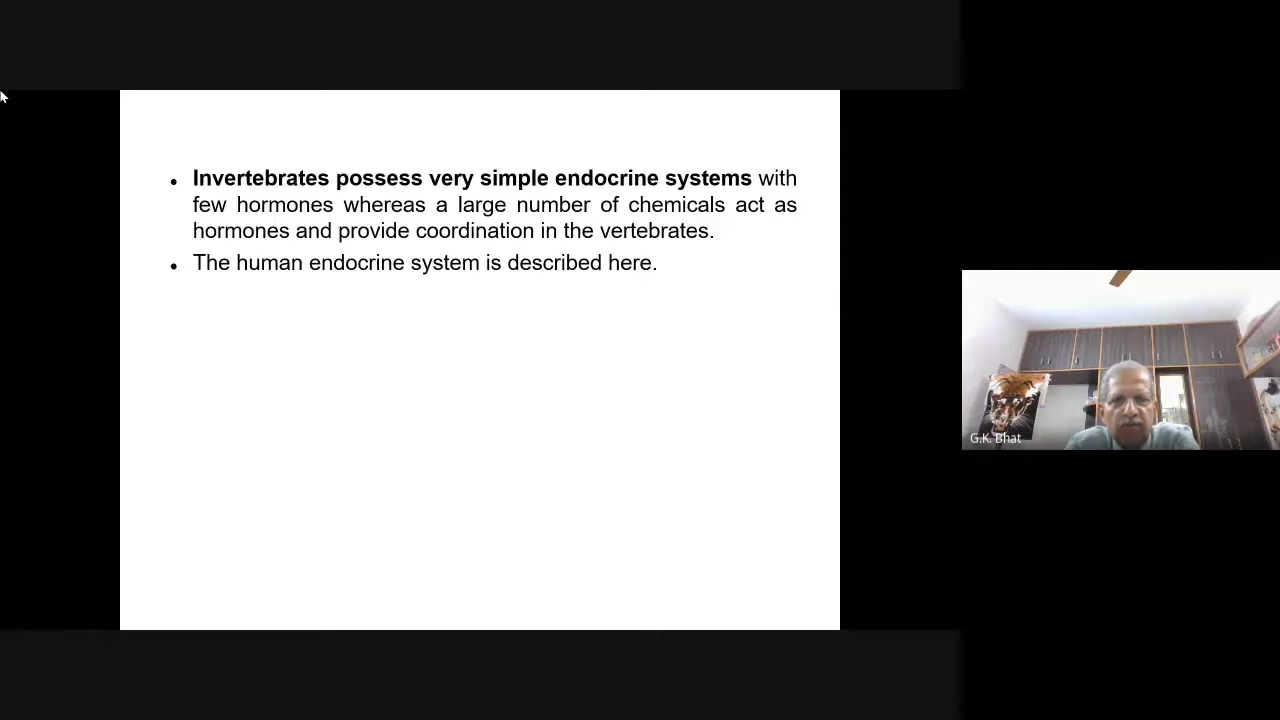 Invertebrates possess very simple endocrine systems with
few hormones whereas a large number of chemicals act as
hormones and provide coordination in the vertebrates.
The human endocrine system is described here.
G.K. Bhat